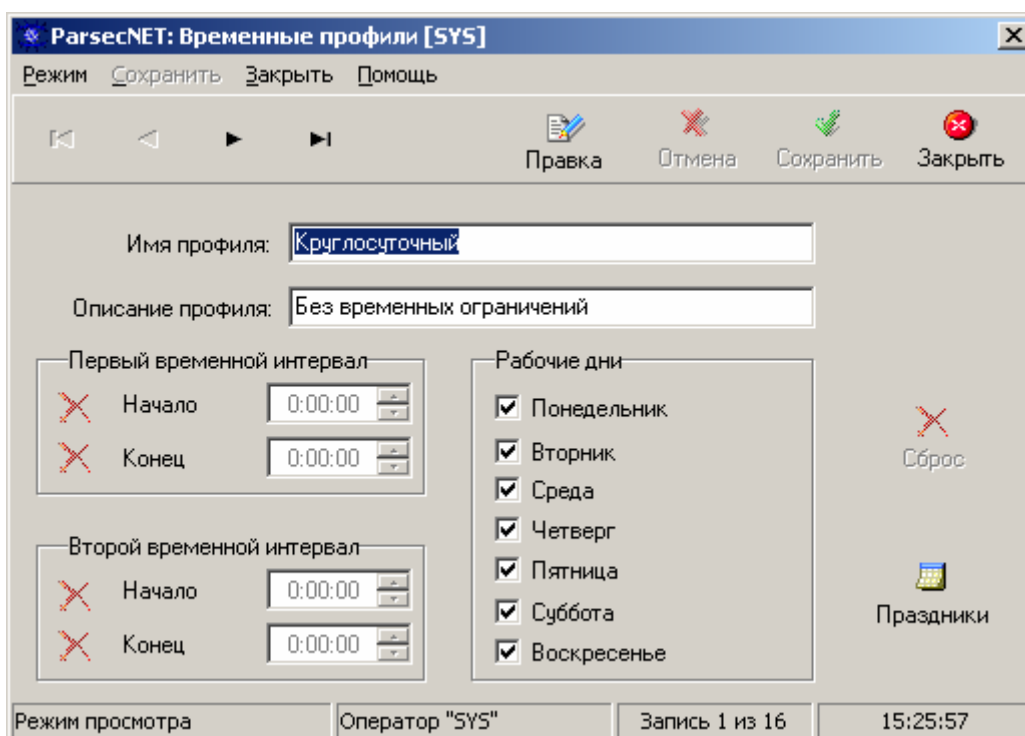 ParsecNET: Временные профили [SYS]
Режим Сохранить Закрыть Помощь
Правка Отмена Сохранить Закрыть
Имя профиля: Круглосуточный
Описание профиля: Без временных ограничений
Первый временной интервал
Начало 0:00:00
Конец 0:00:00
Второй временной интервал
Начало 0:00:00
Конец 0:00:00
Рабочие дни
Понедельник
Вторник
Среда
Четверг
Пятница
Суббота
Воскресенье
Сброс
Праздники
Режим просмотра Оператор "SYS" Запись 1 из 16 15:25:57